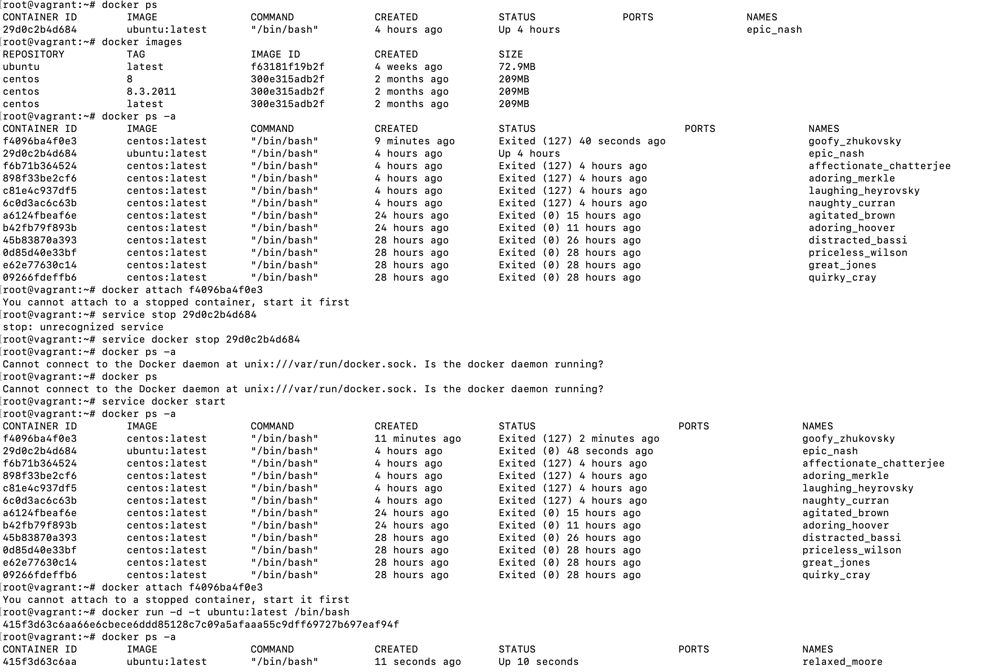 [root@vagrant:~# docker ps
CONTAINER ID        IMAGE               COMMAND             CREATED             STATUS              PORTS               NAMES
29d0c2b4d684        ubuntu:latest       "/bin/bash"         4 hours ago         Up 4 hours                              epic_nash
[root@vagrant:~# docker images
REPOSITORY          TAG                 IMAGE ID            CREATED             SIZE
ubuntu              latest              f63181f19b2f        4 weeks ago         72.9MB
centos              8                   300e315adb2f        2 months ago        209MB
centos              8.3.2011            300e315adb2f        2 months ago        209MB
centos              latest              300e315adb2f        2 months ago        209MB
[root@vagrant:~# docker ps -a
CONTAINER ID        IMAGE               COMMAND             CREATED             STATUS                        PORTS               NAMES
f4096ba4f0e3        centos:latest       "/bin/bash"         9 minutes ago       Exited (127) 40 seconds ago                       goofy_zhukovsky
29d0c2b4d684        ubuntu:latest       "/bin/bash"         4 hours ago         Up 4 hours                                        epic_nash
f6b71b364524        centos:latest       "/bin/bash"         4 hours ago         Exited (127) 4 hours ago                          affectionate_chatterjee
898f33be2cf6        centos:latest       "/bin/bash"         4 hours ago         Exited (127) 4 hours ago                          adoring_merkle
c81e4c937df5        centos:latest       "/bin/bash"         4 hours ago         Exited (127) 4 hours ago                          laughing_heyrovsky
6c0d3ac6c63b        centos:latest       "/bin/bash"         4 hours ago         Exited (127) 4 hours ago                          naughty_curran
a6124fbeaf6e        centos:latest       "/bin/bash"         24 hours ago        Exited (0) 15 hours ago                           agitated_brown
b42fb79f893b        centos:latest       "/bin/bash"         24 hours ago        Exited (0) 11 hours ago                           adoring_hoover
45b83870a393        centos:latest       "/bin/bash"         28 hours ago        Exited (0) 26 hours ago                           distracted_bassi
0d85d40e33bf        centos:latest       "/bin/bash"         28 hours ago        Exited (0) 28 hours ago                           priceless_wilson
e62e77630c14        centos:latest       "/bin/bash"         28 hours ago        Exited (0) 28 hours ago                           great_jones
09266fdeffb6        centos:latest       "/bin/bash"         28 hours ago        Exited (0) 28 hours ago                           quirky_cray
[root@vagrant:~# docker attach f4096ba4f0e3
You cannot attach to a stopped container, start it first
[root@vagrant:~# service stop 29d0c2b4d684
stop: unrecognized service
[root@vagrant:~# service docker stop 29d0c2b4d684
[root@vagrant:~# docker ps -a
Cannot connect to the Docker daemon at unix:///var/run/docker.sock. Is the docker daemon running?
[root@vagrant:~# docker ps
Cannot connect to the Docker daemon at unix:///var/run/docker.sock. Is the docker daemon running?
[root@vagrant:~# service docker start
[root@vagrant:~# docker ps -a
CONTAINER ID        IMAGE               COMMAND             CREATED             STATUS                       PORTS               NAMES
f4096ba4f0e3        centos:latest       "/bin/bash"         11 minutes ago      Exited (127) 2 minutes ago                       goofy_zhukovsky
29d0c2b4d684        ubuntu:latest       "/bin/bash"         4 hours ago         Exited (0) 48 seconds ago                        epic_nash
f6b71b364524        centos:latest       "/bin/bash"         4 hours ago         Exited (127) 4 hours ago                         affectionate_chatterjee
898f33be2cf6        centos:latest       "/bin/bash"         4 hours ago         Exited (127) 4 hours ago                         adoring_merkle
c81e4c937df5        centos:latest       "/bin/bash"         4 hours ago         Exited (127) 4 hours ago                         laughing_heyrovsky
6c0d3ac6c63b        centos:latest       "/bin/bash"         4 hours ago         Exited (127) 4 hours ago                         naughty_curran
a6124fbeaf6e        centos:latest       "/bin/bash"         24 hours ago        Exited (0) 15 hours ago                          agitated_brown
b42fb79f893b        centos:latest       "/bin/bash"         24 hours ago        Exited (0) 11 hours ago                          adoring_hoover
45b83870a393        centos:latest       "/bin/bash"         28 hours ago        Exited (0) 26 hours ago                          distracted_bassi
0d85d40e33bf        centos:latest       "/bin/bash"         28 hours ago        Exited (0) 28 hours ago                          priceless_wilson
e62e77630c14        centos:latest       "/bin/bash"         28 hours ago        Exited (0) 28 hours ago                          great_jones
09266fdeffb6        centos:latest       "/bin/bash"         28 hours ago        Exited (0) 28 hours ago                          quirky_cray
[root@vagrant:~# docker attach f4096ba4f0e3
You cannot attach to a stopped container, start it first
[root@vagrant:~# docker run -d -t ubuntu:latest /bin/bash
415f3d63c6aa66e6cbece6ddd85128c7c09a5afaaa55c9dff69727b697eaf94f
[root@vagrant:~# docker ps -a
CONTAINER ID        IMAGE               COMMAND             CREATED             STATUS                       PORTS               NAMES
415f3d63c6aa        ubuntu:latest       "/bin/bash"         11 seconds ago      Up 10 seconds                                    relaxed_moore